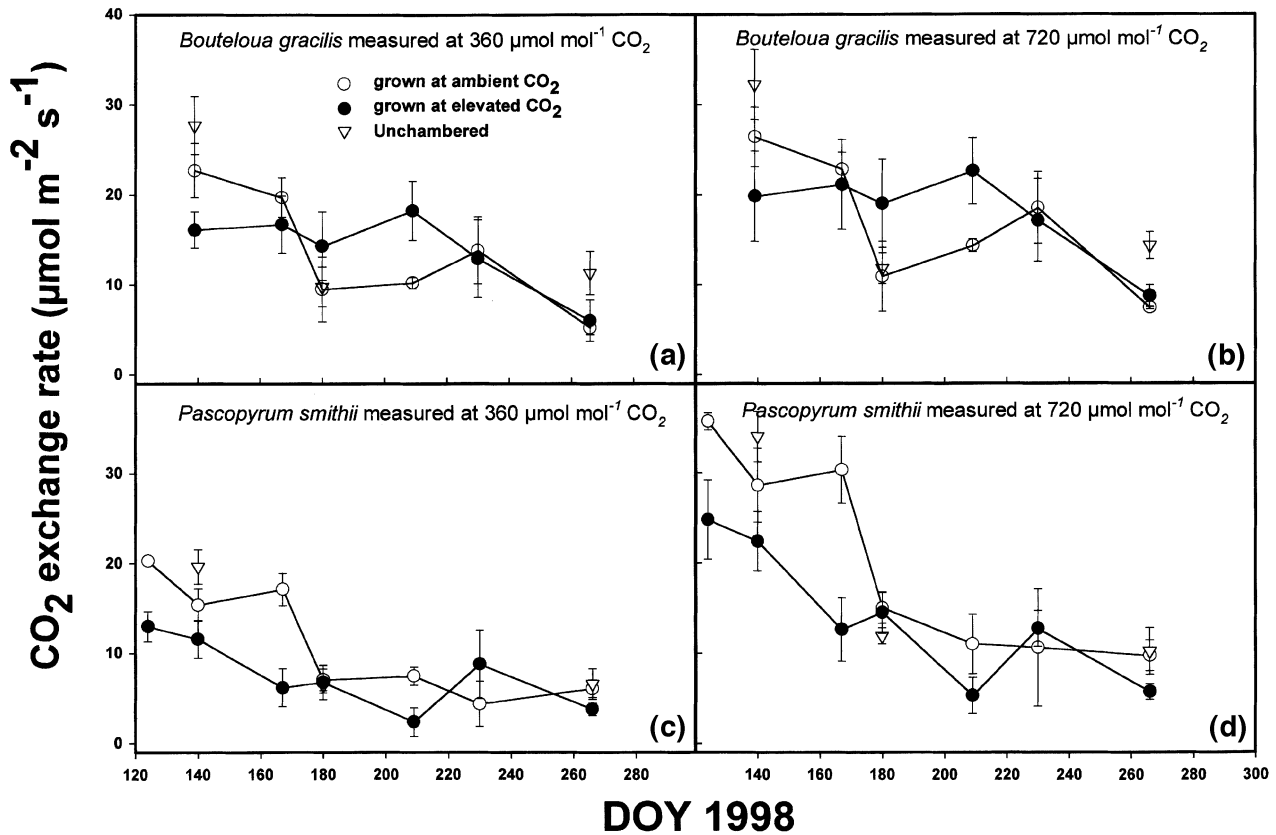 Bouteloua gracilis measured at 360 µmol mol⁻¹ CO₂
Bouteloua gracilis measured at 720 µmol mol⁻¹ CO₂
grown at ambient CO₂
grown at elevated CO₂
Unchambered
40
30
20
10
0
(a)
(b)
CO₂ exchange rate (µmol m⁻² s⁻¹)
Pascopyrum smithii measured at 360 µmol mol⁻¹ CO₂
Pascopyrum smithii measured at 720 µmol mol⁻¹ CO₂
30
20
10
0
(c)
(d)
120 140 160 180 200 220 240 260 280 140 160 180 200 220 240 260 280 300
DOY 1998